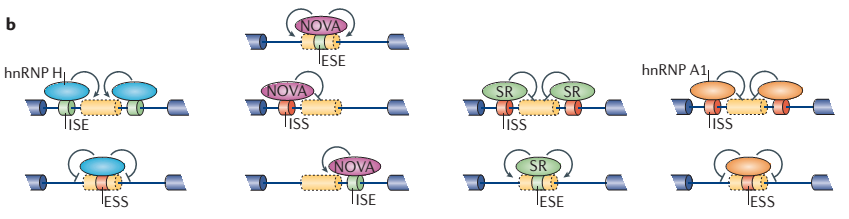 b
NOVA
ESE
hnRNP H
ISE
NOVA
ISS
SR
SR
ISS
hnRNP A1
ISS
ESS
NOVA
ISE
SR
ESE
ESS